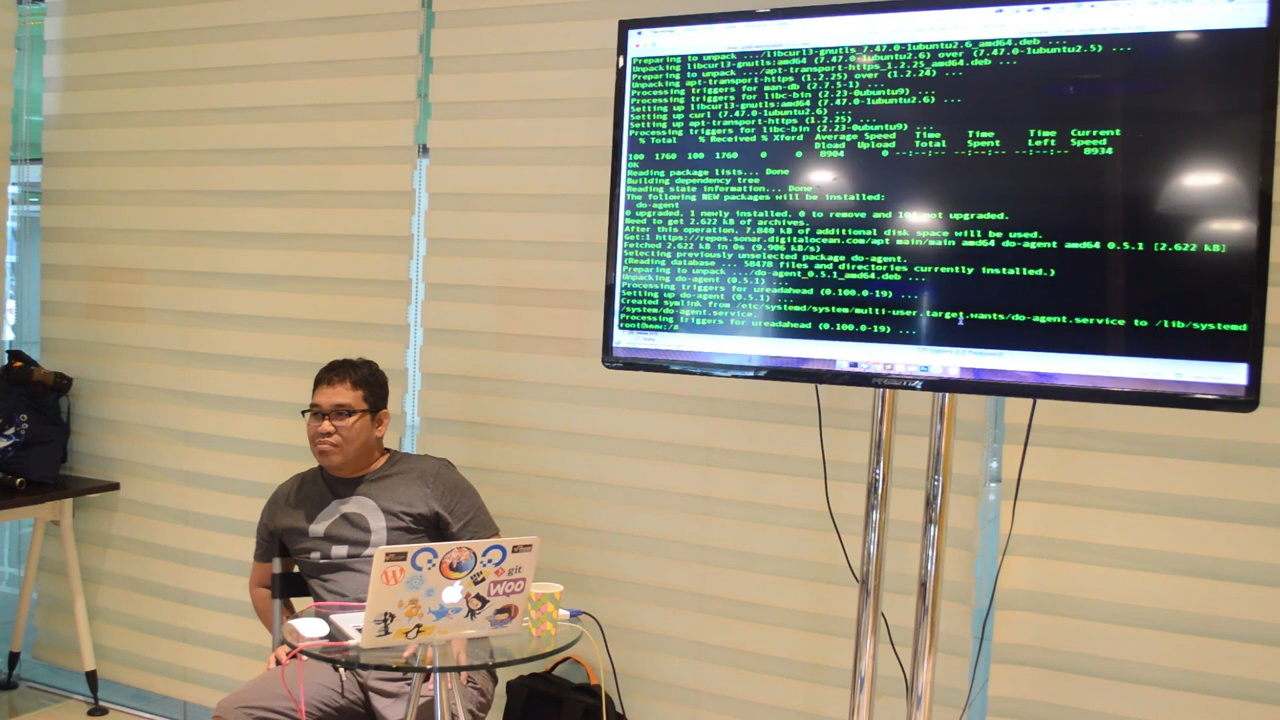 Preparing to unpack .../libcurl3-gnutls_7.47.0-1ubuntu2.6_amd64.deb ...
Unpacking libcurl3-gnutls:amd64 (7.47.0-1ubuntu2.6) over (7.47.0-1ubuntu2.5) ...
Preparing to unpack .../apt-transport-https_1.2.25_amd64.deb ...
Unpacking apt-transport-https (1.2.25) over (1.2.24) ...
Processing triggers for man-db (2.7.5-1) ...
Processing triggers for libc-bin (2.23-0ubuntu9) ...
Setting up libcurl3-gnutls:amd64 (7.47.0-1ubuntu2.6) ...
Setting up curl (7.47.0-1ubuntu2.6) ...
Setting up apt-transport-https (1.2.25) ...
Processing triggers for libc-bin (2.23-0ubuntu9) ...
% Total % Received % Xferd Average Speed Time Time Time Current
Dload Upload Total Spent Left Speed
100 1760 100 1760 0 0 8904 0 --:--:-- --:--:-- --:--:-- 8934
OK
Reading package lists... Done
Building dependency tree
Reading state information... Done
The following NEW packages will be installed:
do-agent
0 upgraded, 1 newly installed, 0 to remove and not upgraded.
Need to get 2.622 kB of archives.
After this operation, 7.840 kB of additional disk space will be used.
Get:1 https://repos.sonar.digitalocean.com/apt main/main amd64 do-agent amd64 0.5.1 [2.622 kB]
Fetched 2.622 kB in 0s (9.906 kB/s)
Selecting previously unselected package do-agent.
(Reading database ... 58478 files and directories currently installed.)
Preparing to unpack .../do-agent_0.5.1_amd64.deb ...
Unpacking do-agent (0.5.1) ...
Processing triggers for ureadahead (0.100.0-19) ...
Setting up do-agent (0.5.1) ...
Created symlink from /etc/systemd/system/multi-user.target.wants/do-agent.service to /lib/systemd
/system/do-agent.service.
Processing triggers for ureadahead (0.100.0-19) ...
root@www:/#
git
WOO